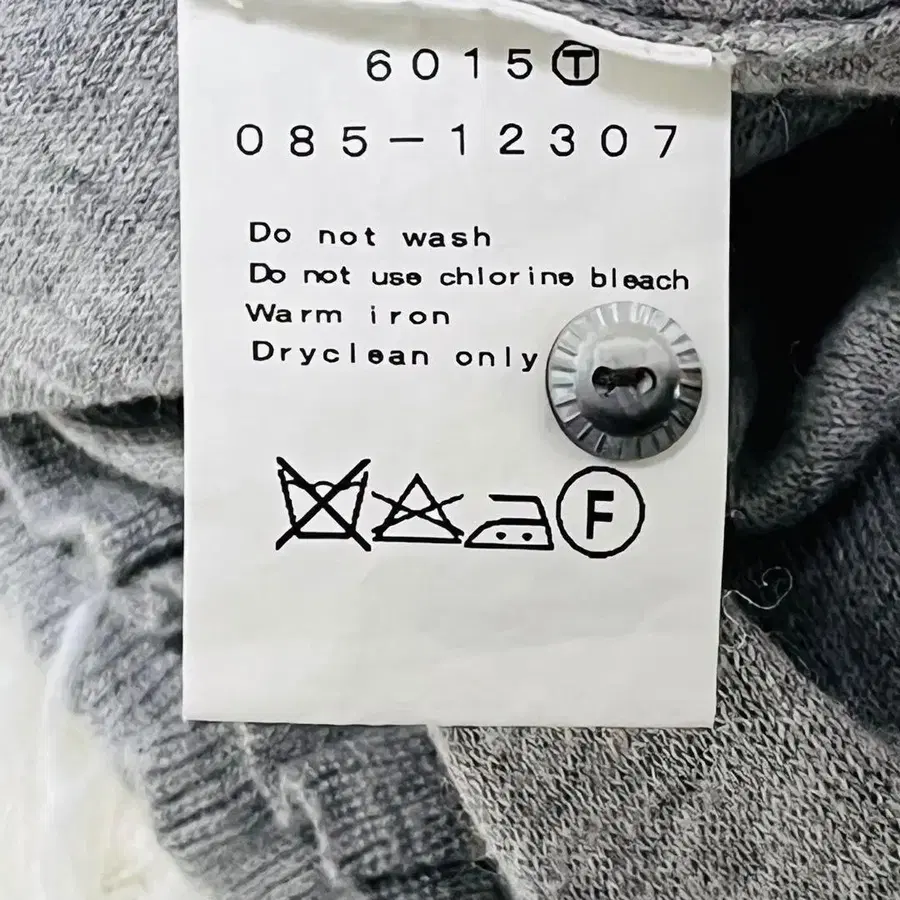 6015Ⓣ
085-12307
Do not wash
Do not use chlorine bleach
Warm iron
Dryclean only
F